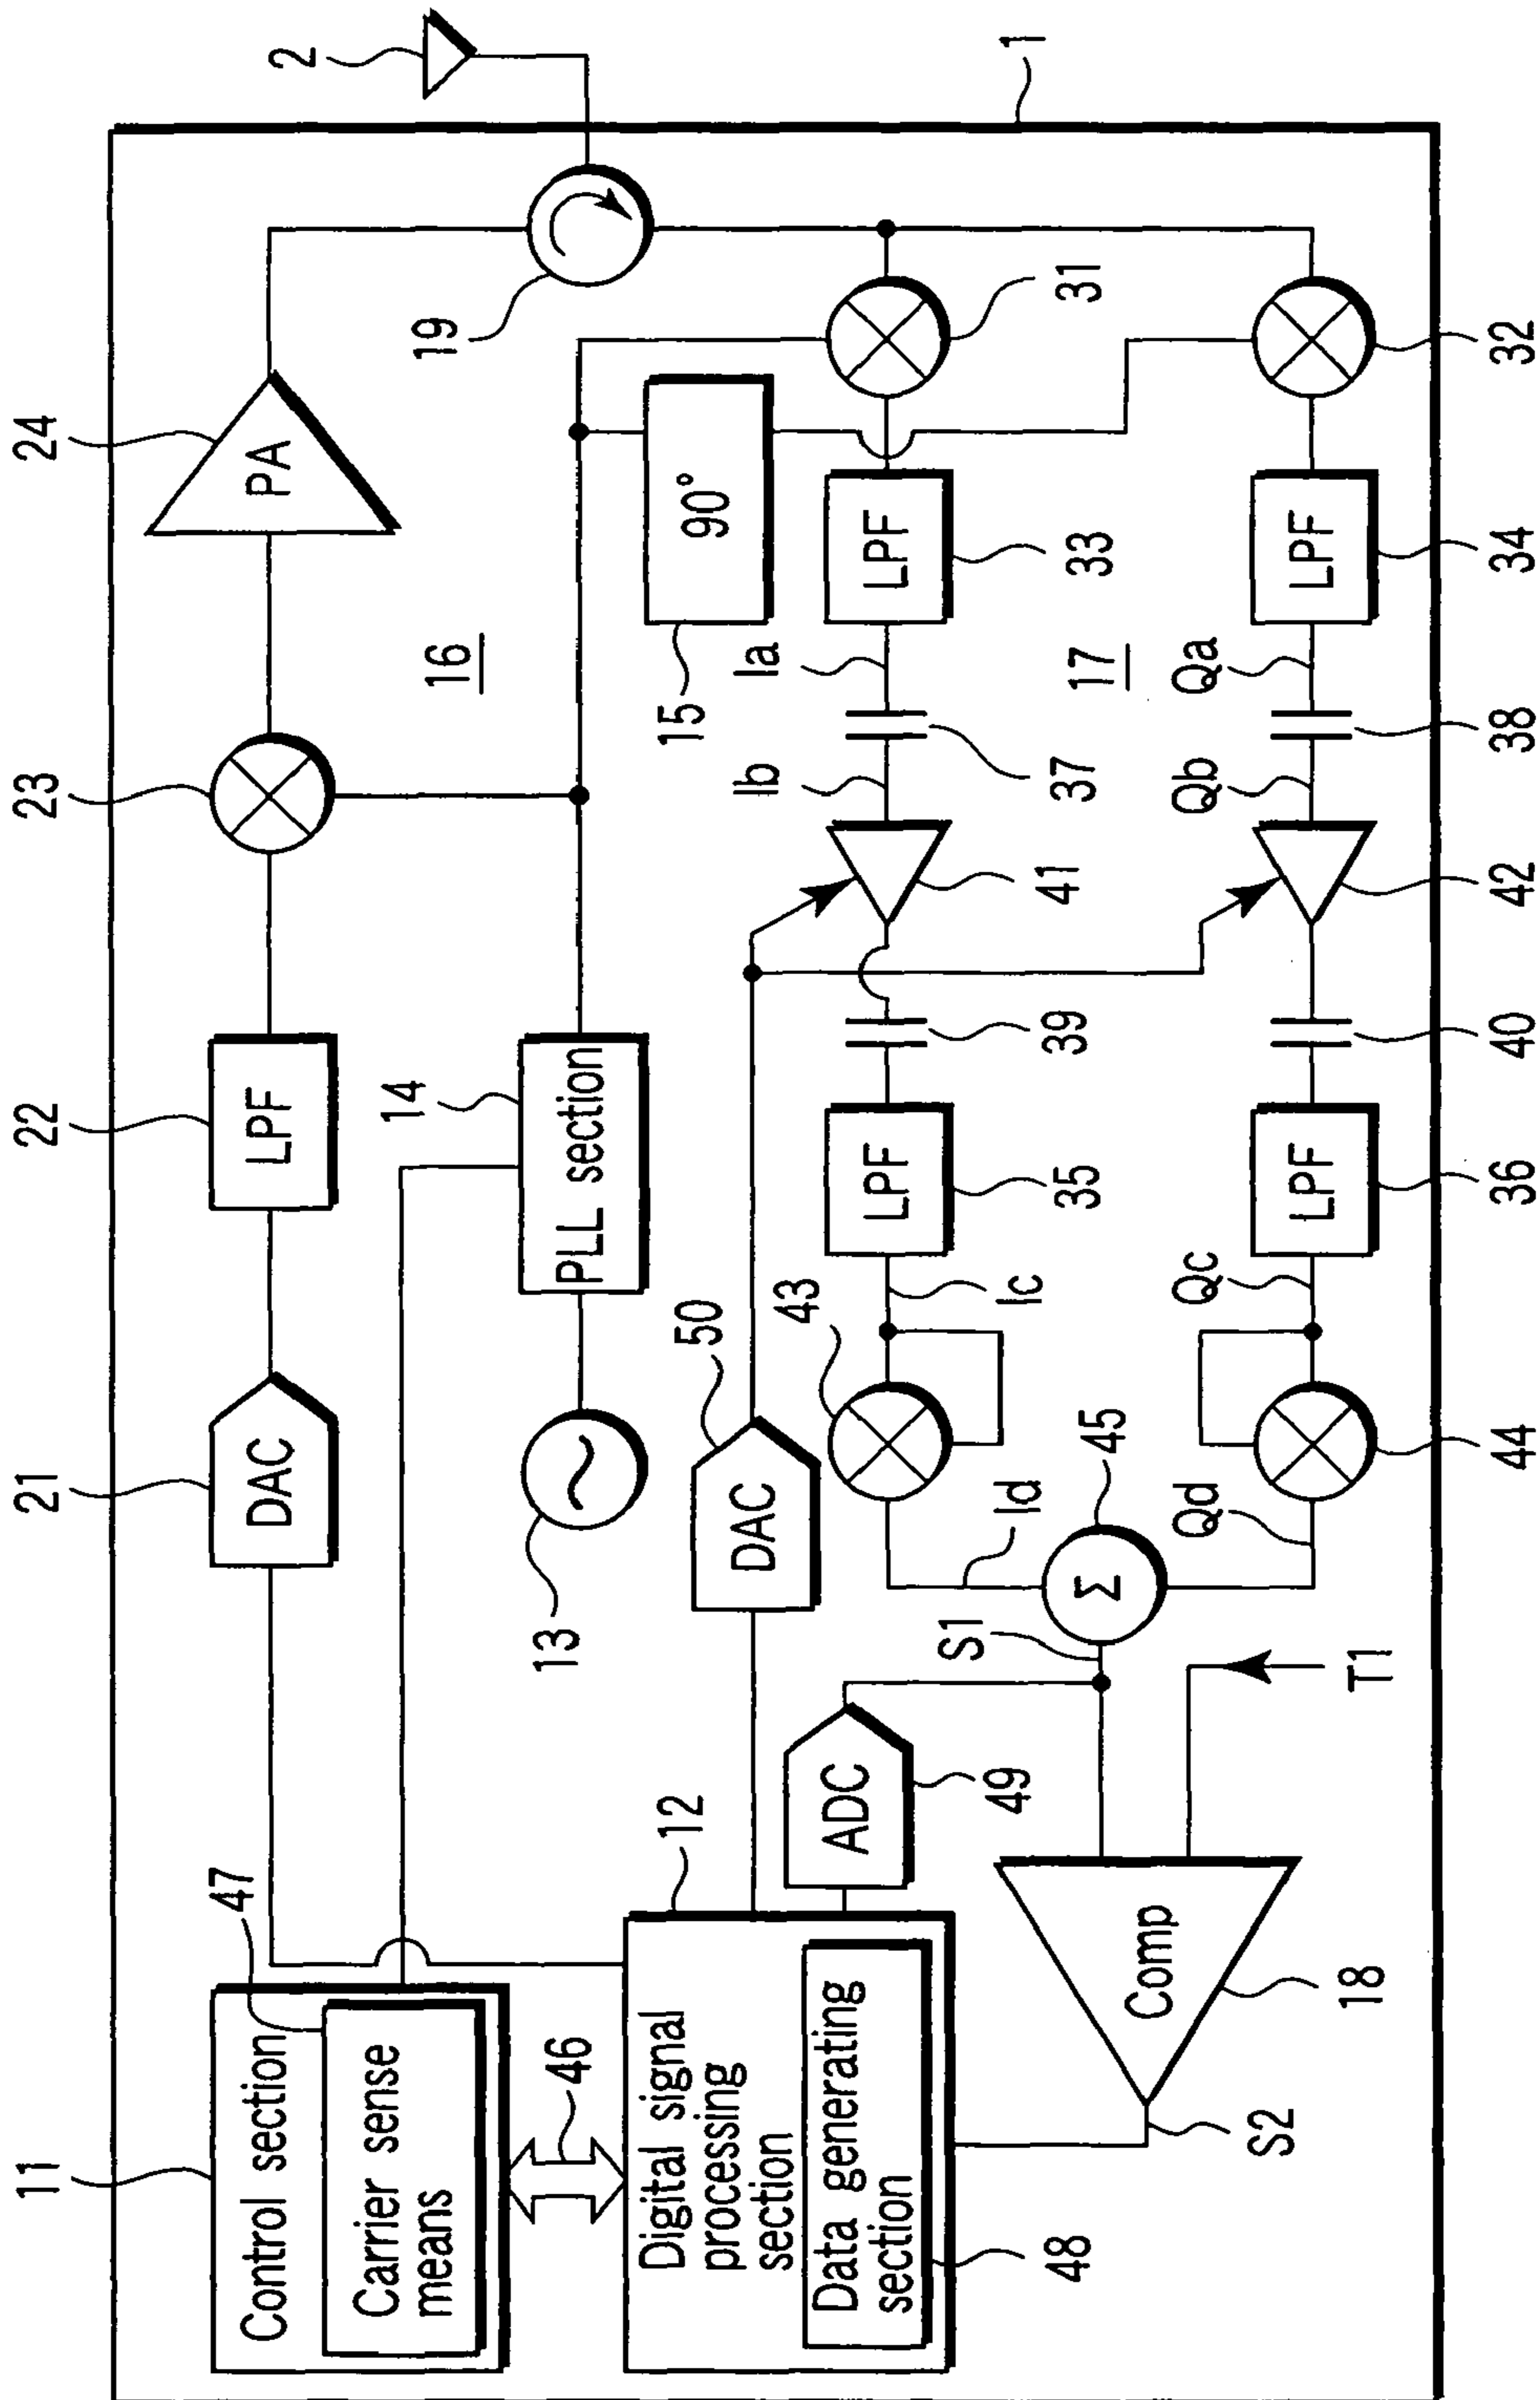 11
47
Control section
Carrier sense
means
46
12
Digital signal
processing
section
Data generating
section
48
21
DAC
22
LPF
23
24
PA
16
2
1
19
13
14
PLL section
15
90°
50
DAC
ADC
49
Comp
18
S2
S1
T1
45
Σ
Id
Qd
43
44
Ic
Qc
LPF
35
LPF
36
39
40
41
42
Ib
Qb
37
38
Ia
Qa
17
LPF
33
LPF
34
31
32